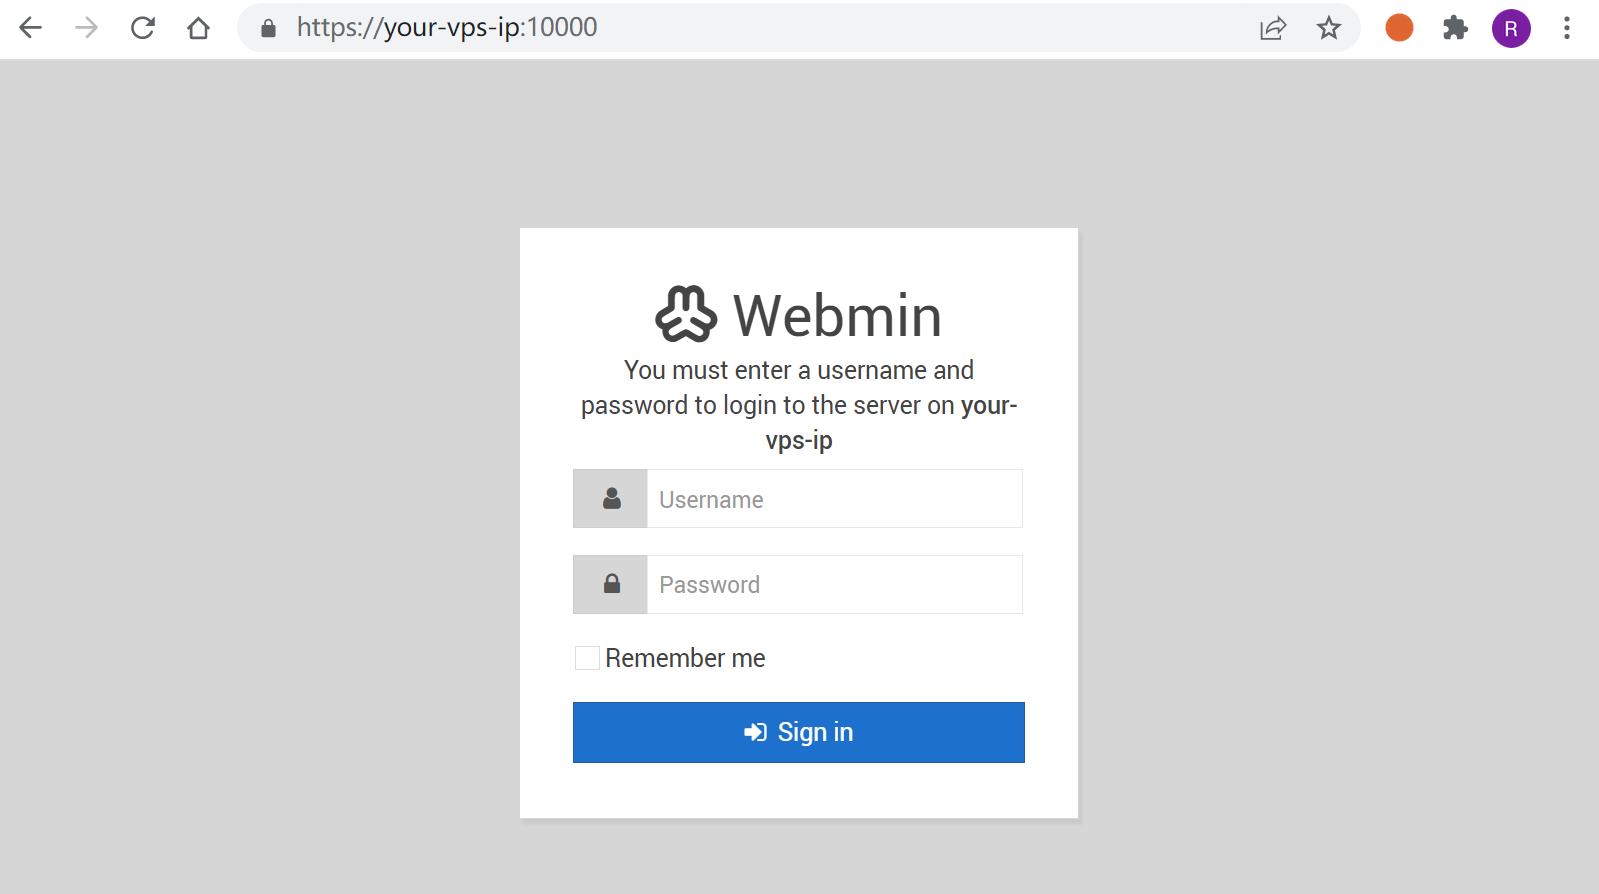 https://your-vps-ip:10000
R
Webmin
You must enter a username and
password to login to the server on your-
vps-ip
Username
Password
Remember me
Sign in